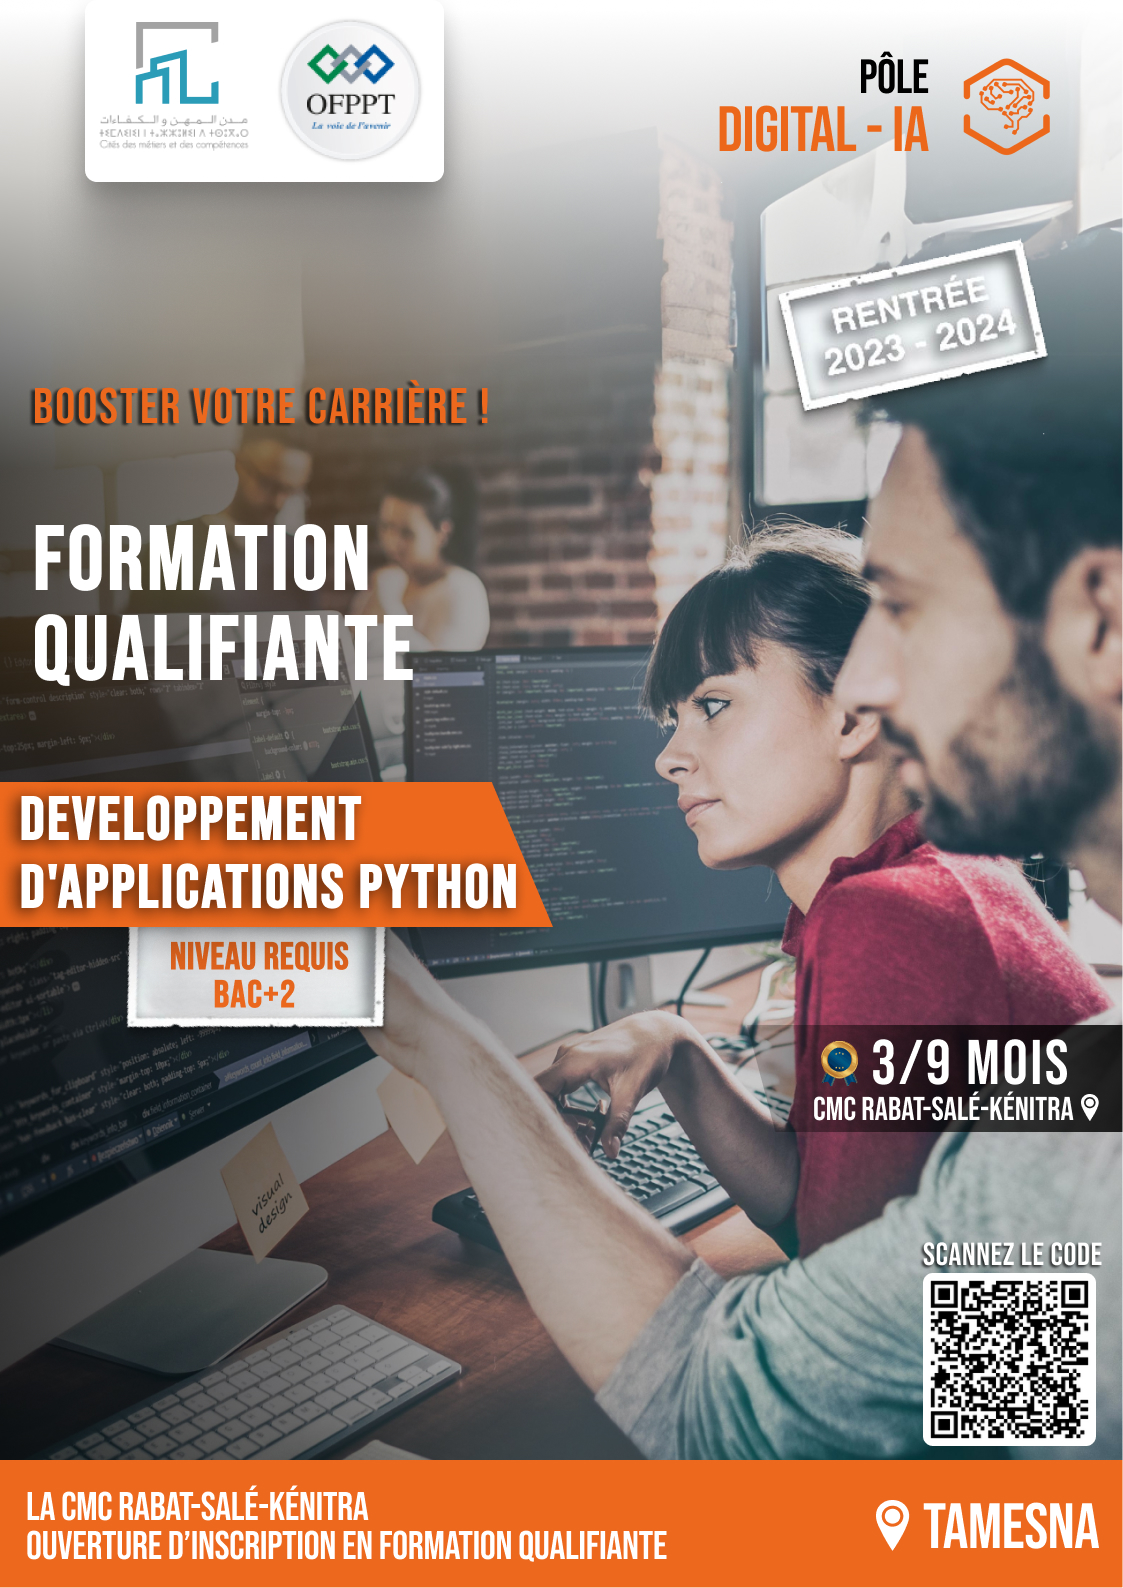 مدن المهن و الكفاءات
Cités des métiers et des compétences
OFPPT
La voie de l'avenir
PÔLE
DIGITAL - IA
RENTRÉE
2023 - 2024
BOOSTER VOTRE CARRIÈRE !
FORMATION
QUALIFIANTE
DEVELOPPEMENT
D'APPLICATIONS PYTHON
NIVEAU REQUIS
BAC+2
3/9 MOIS
CMC RABAT-SALÉ-KÉNITRA
visual
design
SCANNEZ LE CODE
LA CMC RABAT-SALÉ-KÉNITRA
OUVERTURE D’INSCRIPTION EN FORMATION QUALIFIANTE
TAMESNA